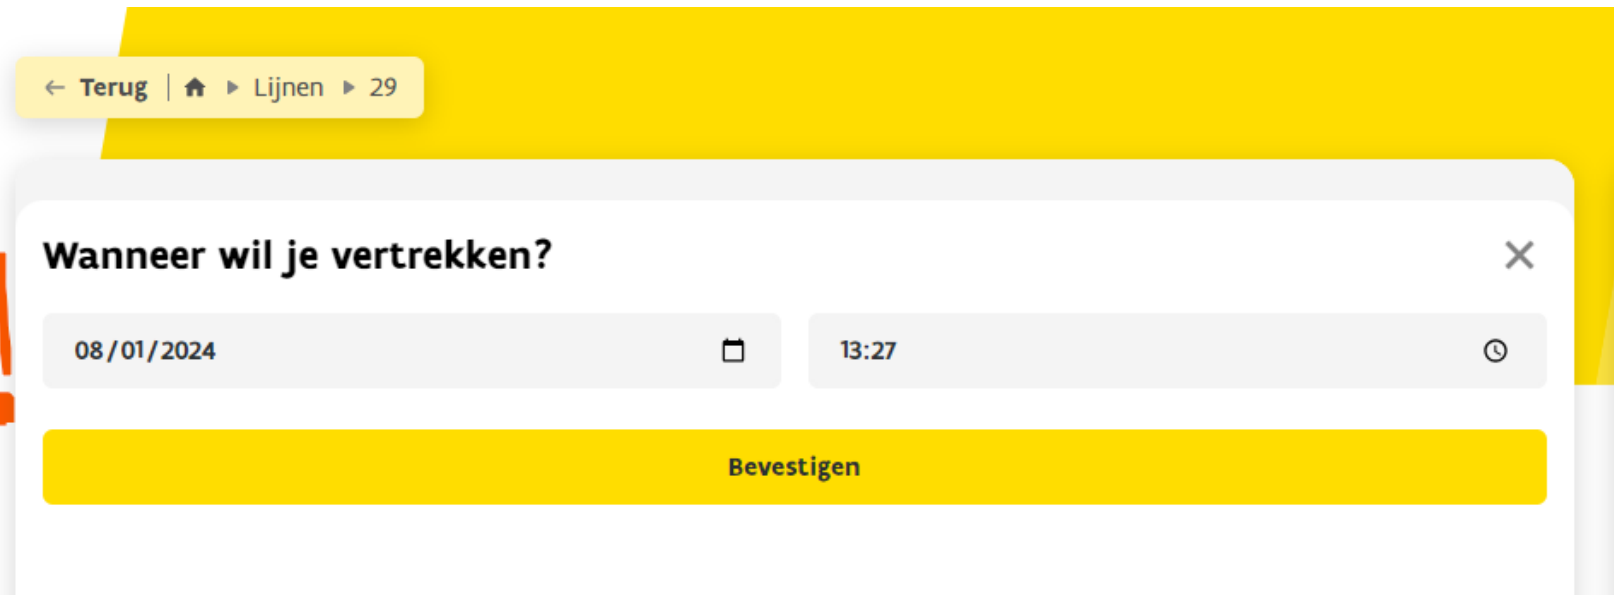 ← Terug | Lijnen ▶ 29
Wanneer wil je vertrekken?
08/01/2024 13:27
Bevestigen